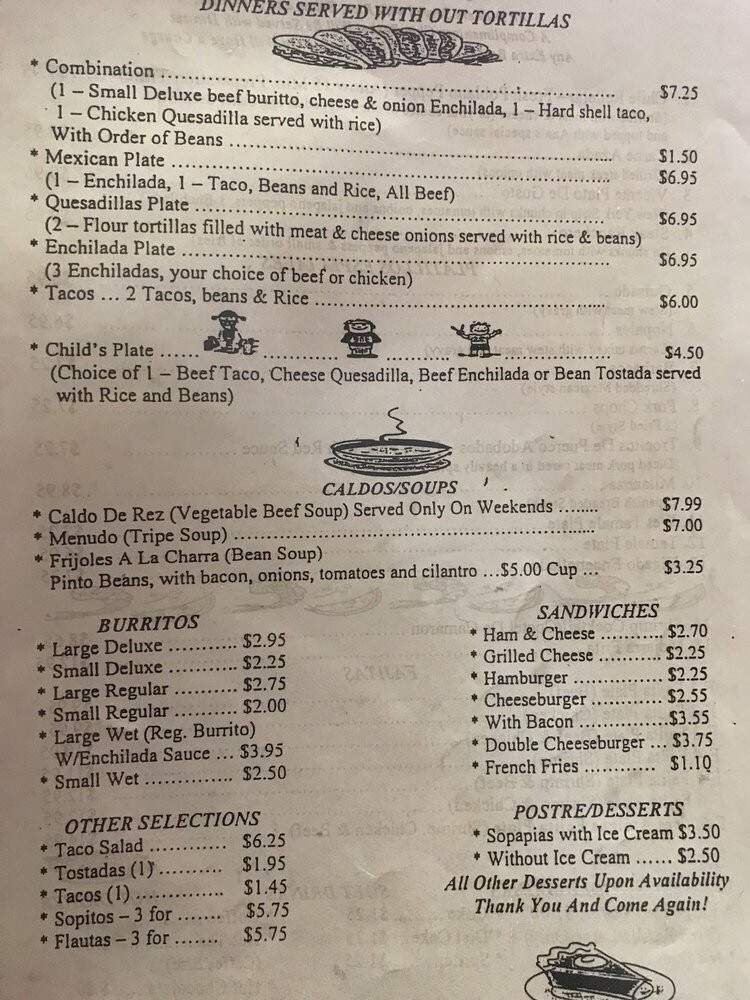 DINNERS SERVED WITH OUT TORTILLAS
* Combination ........................................ $7.25
(1 – Small Deluxe beef buritto, cheese & onion Enchilada, 1 – Hard shell taco,
1 – Chicken Quesadilla served with rice)
With Order of Beans ........................................ $1.50
* Mexican Plate ........................................ $6.95
(1 – Enchilada, 1 – Taco, Beans and Rice, All Beef)
* Quesadillas Plate ........................................ $6.95
(2 – Flour tortillas filled with meat & cheese onions served with rice & beans)
* Enchilada Plate ........................................ $6.95
(3 Enchiladas, your choice of beef or chicken)
* Tacos ... 2 Tacos, beans & Rice ........................................ $6.00
* Child's Plate ........................................ $4.50
(Choice of 1 – Beef Taco, Cheese Quesadilla, Beef Enchilada or Bean Tostada served
with Rice and Beans)
CALDOS/SOUPS
* Caldo De Rez (Vegetable Beef Soup) Served Only On Weekends ........ $7.99
* Menudo (Tripe Soup) ........................................ $7.00
* Frijoles A La Charra (Bean Soup)
Pinto Beans, with bacon, onions, tomatoes and cilantro ...$5.00 Cup ... $3.25
BURRITOS
* Large Deluxe ........... $2.95
* Small Deluxe ........... $2.25
* Large Regular .......... $2.75
* Small Regular .......... $2.00
* Large Wet (Reg. Burrito)
W/Enchilada Sauce ... $3.95
* Small Wet .............. $2.50
OTHER SELECTIONS
* Taco Salad ............ $6.25
* Tostadas (1) .......... $1.95
* Tacos (1) .............. $1.45
* Sopitos – 3 for ....... $5.75
* Flautas – 3 for ....... $5.75
SANDWICHES
* Ham & Cheese ........... $2.70
* Grilled Cheese .......... $2.25
* Hamburger .............. $2.25
* Cheeseburger ........... $2.55
* With Bacon ..............$3.55
* Double Cheeseburger ... $3.75
* French Fries ............ $1.10
POSTRE/DESSERTS
* Sopapias with Ice Cream $3.50
* Without Ice Cream ...... $2.50
All Other Desserts Upon Availability
Thank You And Come Again!